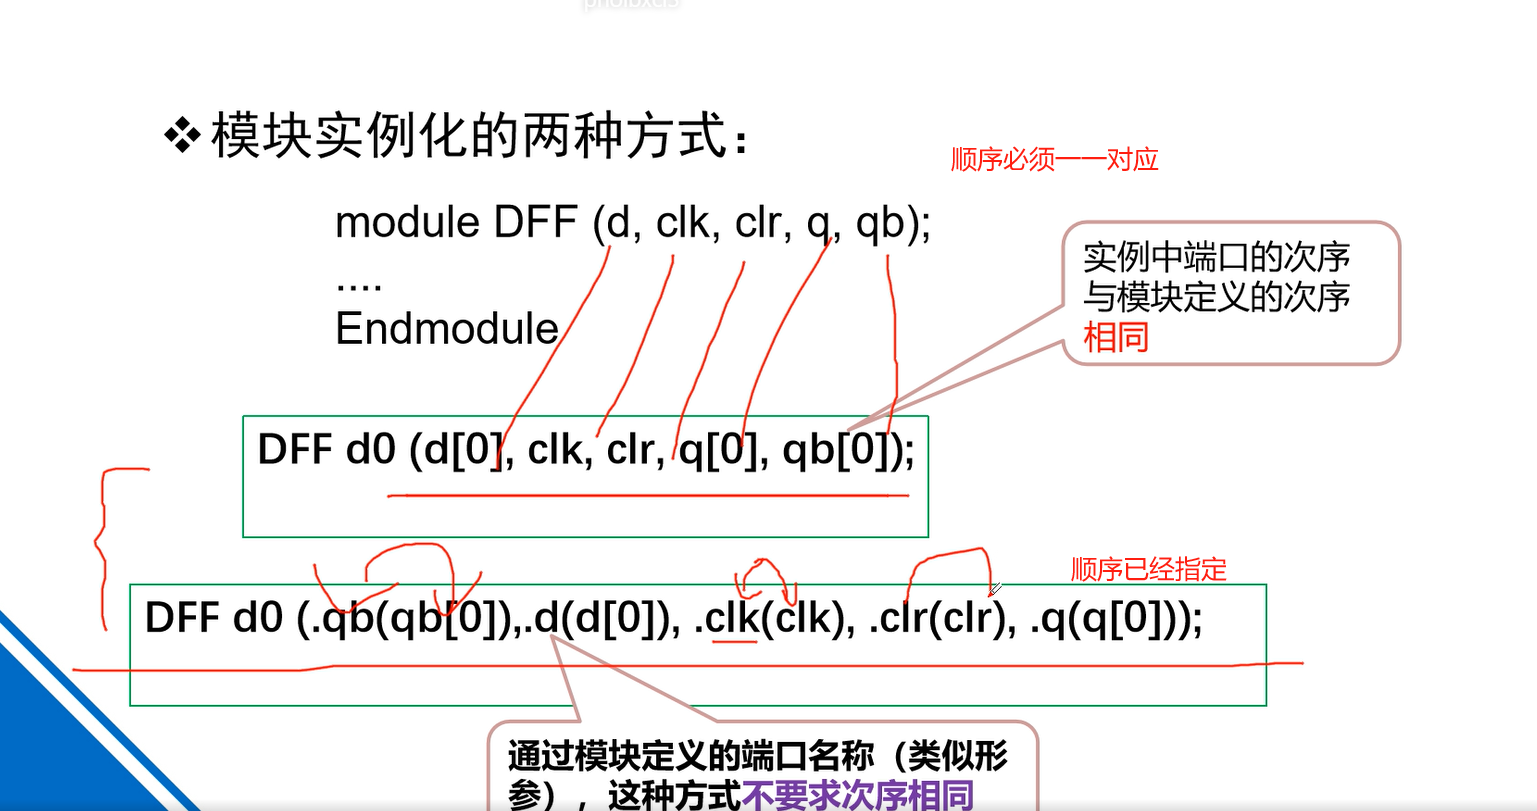 ❖模块实例化的两种方式：
顺序必须一一对应
module DFF (d, clk, clr, q, qb);
....
Endmodule
实例中端口的次序
与模块定义的次序
相同
DFF d0 (d[0], clk, clr, q[0], qb[0]);
顺序已经指定
DFF d0 (.qb(qb[0]),.d(d[0]), .clk(clk), .clr(clr), .q(q[0]));
通过模块定义的端口名称（类似形
参），这种方式不要求次序相同